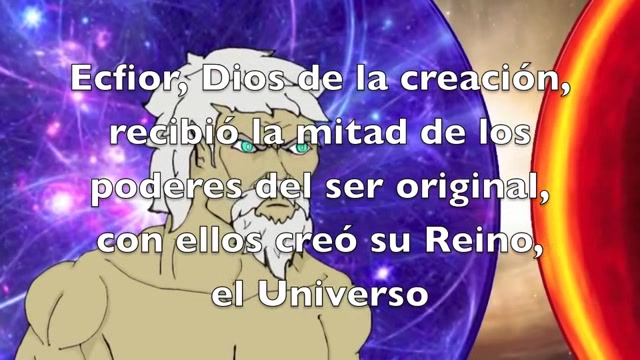 Ecfior, Dios de la creación,
recibió la mitad de los
poderes del ser original,
con ellos creó su Reino,
el Universo